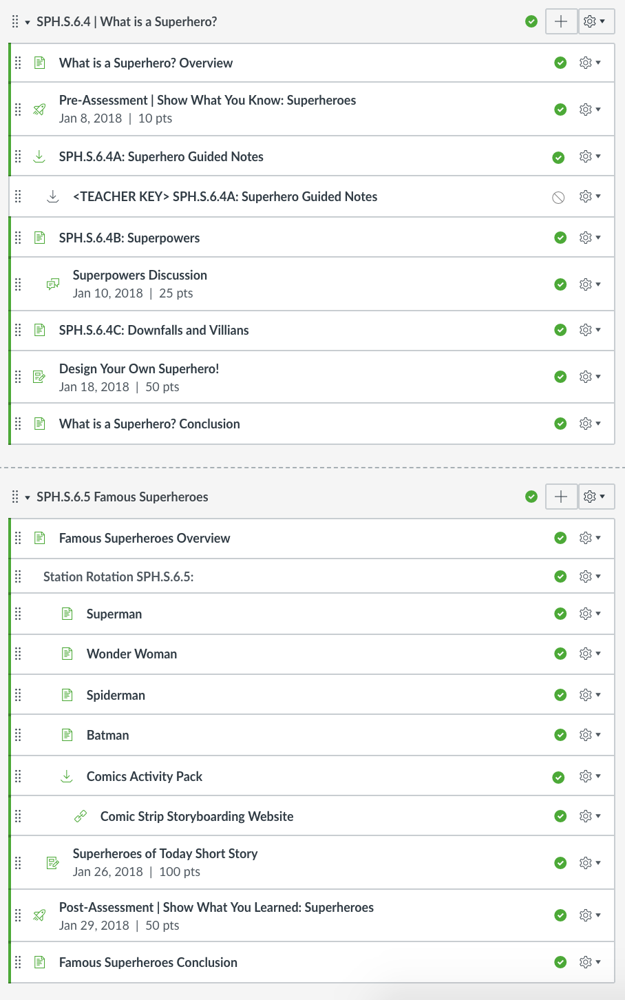 SPH.S.6.4 | What is a Superhero?
What is a Superhero? Overview
Pre-Assessment | Show What You Know: Superheroes
Jan 8, 2018 | 10 pts
SPH.S.6.4A: Superhero Guided Notes
<TEACHER KEY> SPH.S.6.4A: Superhero Guided Notes
SPH.S.6.4B: Superpowers
Superpowers Discussion
Jan 10, 2018 | 25 pts
SPH.S.6.4C: Downfalls and Villians
Design Your Own Superhero!
Jan 18, 2018 | 50 pts
What is a Superhero? Conclusion
SPH.S.6.5 Famous Superheroes
Famous Superheroes Overview
Station Rotation SPH.S.6.5:
Superman
Wonder Woman
Spiderman
Batman
Comics Activity Pack
Comic Strip Storyboarding Website
Superheroes of Today Short Story
Jan 26, 2018 | 100 pts
Post-Assessment | Show What You Learned: Superheroes
Jan 29, 2018 | 50 pts
Famous Superheroes Conclusion